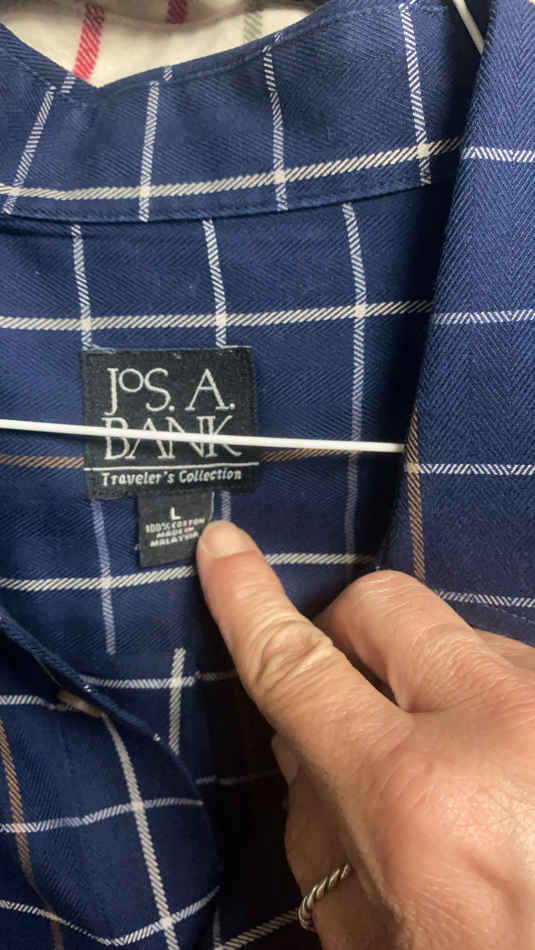 JOS. A.
BANK
Traveler's Collection
L
100% COTTON
MADE IN
MALAYSIA